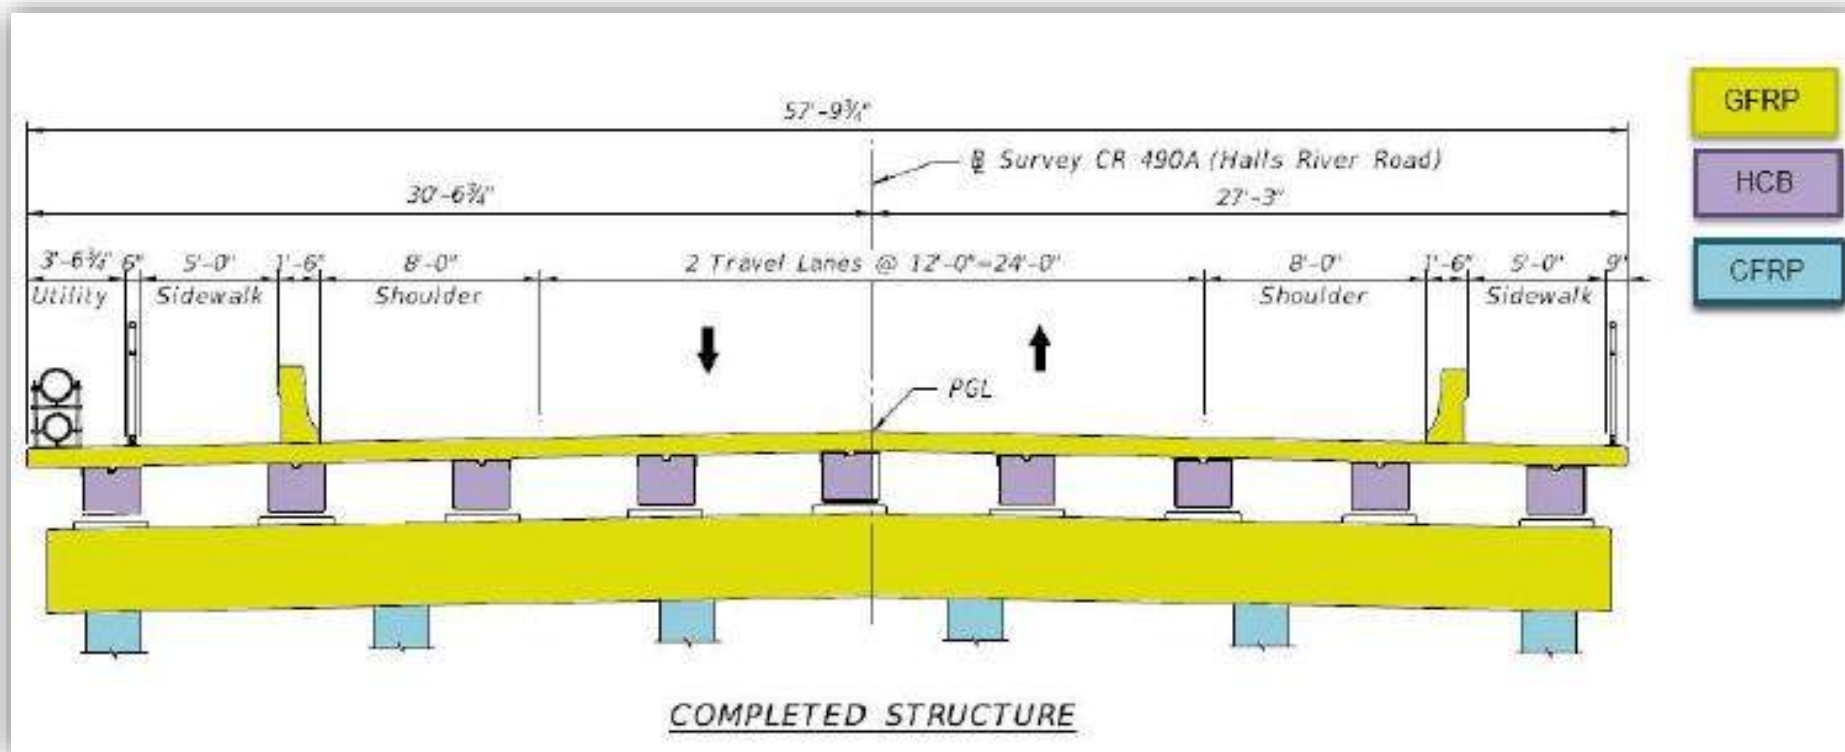 57'-9¾"
GFRP
℄ Survey CR 490A (Halls River Road)
HCB
30'-6¾"
27'-3"
CFRP
3'-6¾" 6" 5'-0" 1'-6" 8'-0" 2 Travel Lanes @ 12'-0"=24'-0" 8'-0" 1'-6" 5'-0" 9"
Utility Sidewalk Shoulder Shoulder Sidewalk
PGL
COMPLETED STRUCTURE